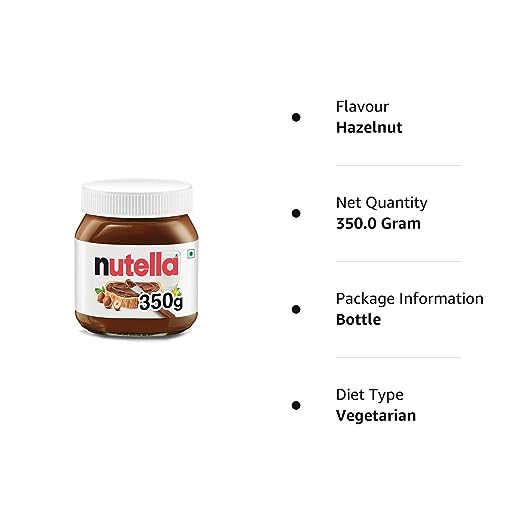 nutella
350g
Flavour
Hazelnut
Net Quantity
350.0 Gram
Package Information
Bottle
Diet Type
Vegetarian